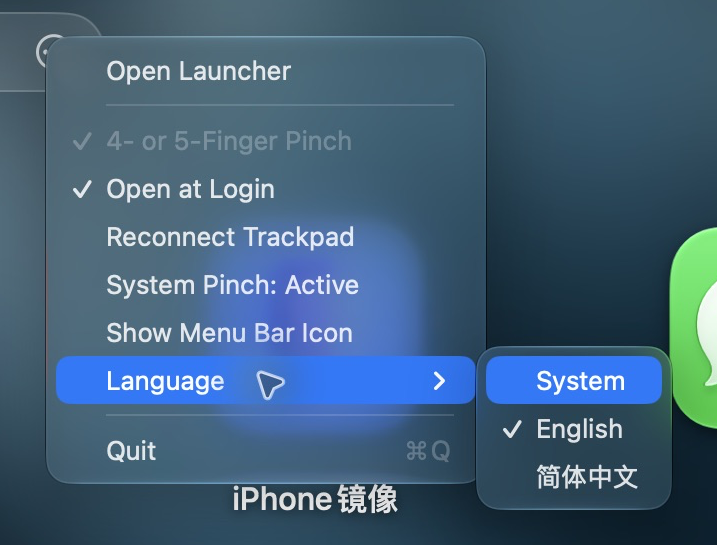 Open Launcher
4- or 5-Finger Pinch
Open at Login
Reconnect Trackpad
System Pinch: Active
Show Menu Bar Icon
Language
System
English
简体中文
Quit ⌘Q
iPhone镜像